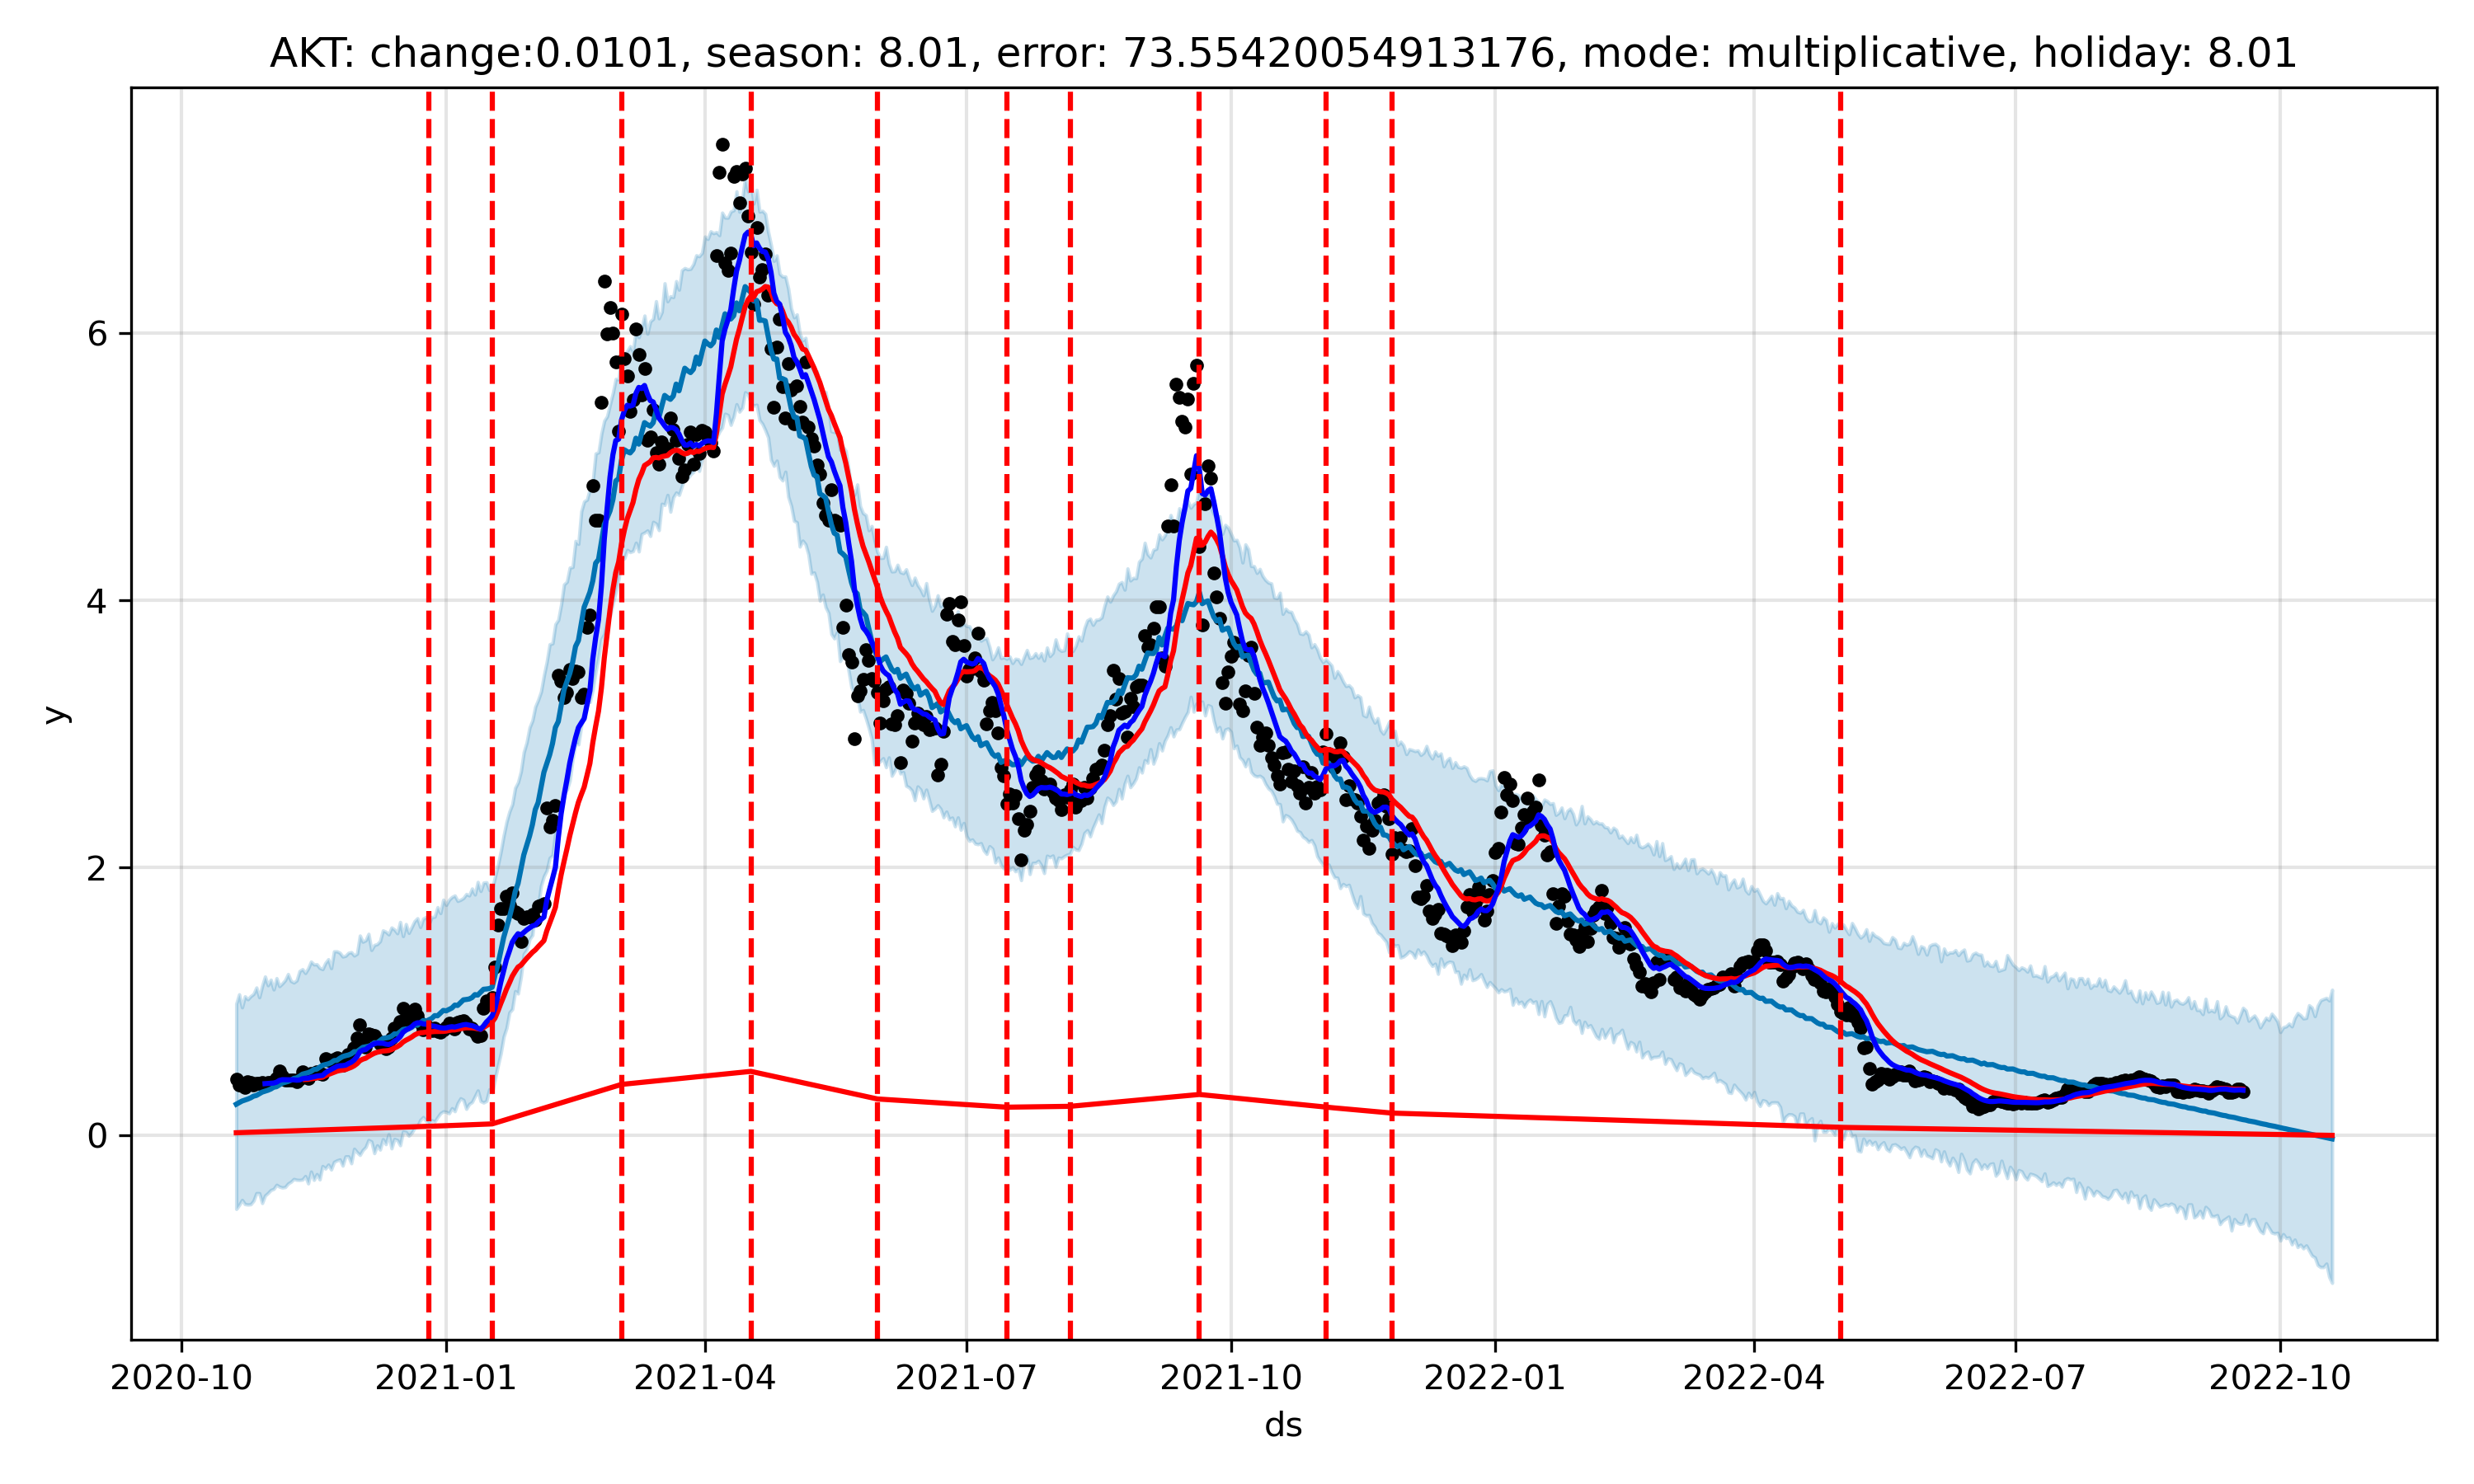 AKT: change:0.0101, season: 8.01, error: 73.55420054913176, mode: multiplicative, holiday: 8.01
y
6
4
2
0
2020-10 2021-01 2021-04 2021-07 2021-10 2022-01 2022-04 2022-07 2022-10
ds